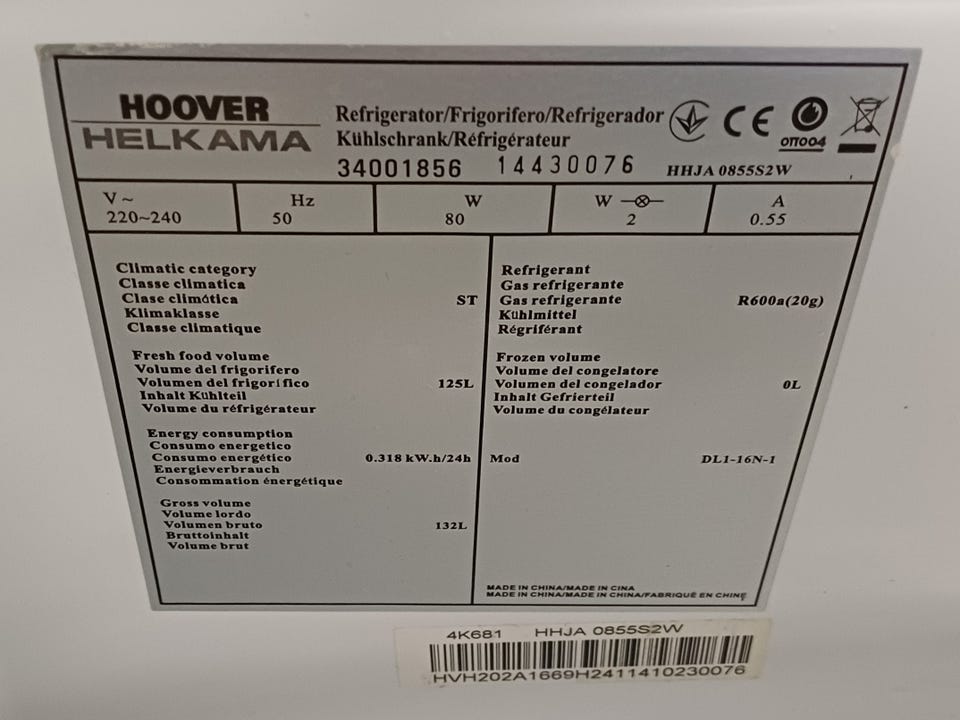 HOOVER
HELKAMA
Refrigerator/Frigorifero/Refrigerador
Kühlschrank/Réfrigérateur
34001856 14430076 HHJA 0855S2W
CE
ОП004
V ~ Hz W W A
220~240 50 80 2 0.55
Climatic category
Classe climatica
Clase climática
Klimaklasse
Classe climatique
ST
Refrigerant
Gas refrigerante
Gas refrigerante
Kühlmittel
Régriférant
R600a(20g)
Fresh food volume
Volume del frigorifero
Volumen del frigorífico
Inhalt Kühlteil
Volume du réfrigérateur
125L
Frozen volume
Volume del congelatore
Volumen del congelador
Inhalt Gefrierteil
Volume du congélateur
0L
Energy consumption
Consumo energetico
Consumo energético
Energieverbrauch
Consommation énergétique
0.318 kW.h/24h
Mod DL1-16N-1
Gross volume
Volume lordo
Volumen bruto
Bruttoinhalt
Volume brut
132L
MADE IN CHINA/MADE IN CINA
MADE IN CHINA/MADE IN CHINA/FABRIQUÉ EN CHINE
4K681 HHJA 0855S2W
HVH202A1669H2411410230076